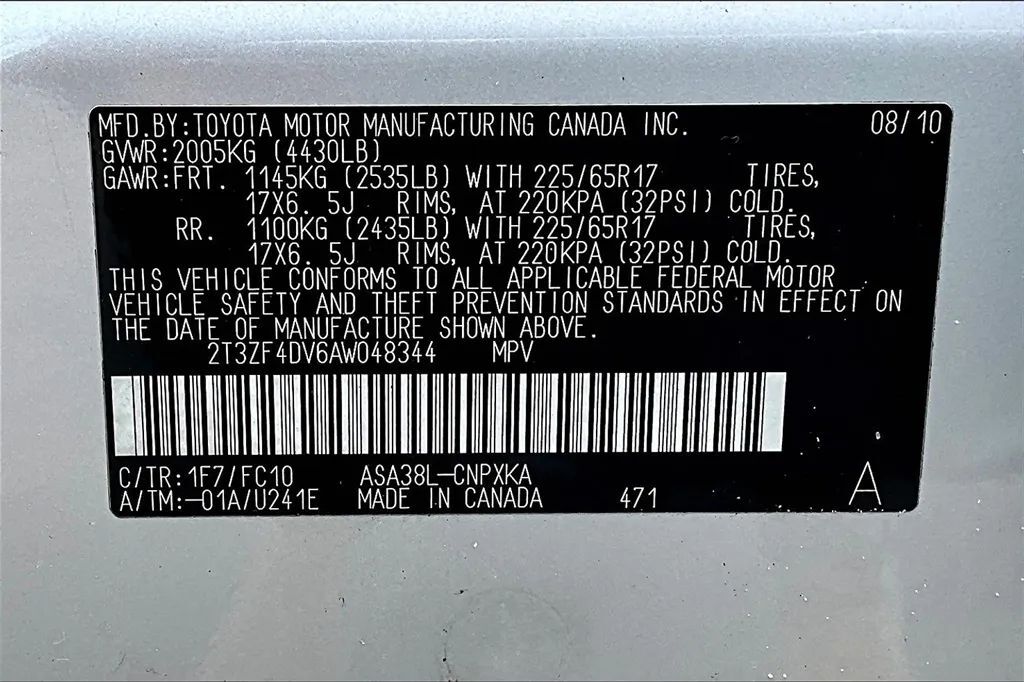 MFD.BY:TOYOTA MOTOR MANUFACTURING CANADA INC. 08/10
GVWR:2005KG (4430LB)
GAWR:FRT. 1145KG (2535LB) WITH 225/65R17 TIRES,
17X6. 5J RIMS, AT 220KPA (32PSI) COLD.
RR. 1100KG (2435LB) WITH 225/65R17 TIRES,
17X6. 5J RIMS, AT 220KPA (32PSI) COLD.
THIS VEHICLE CONFORMS TO ALL APPLICABLE FEDERAL MOTOR
VEHICLE SAFETY AND THEFT PREVENTION STANDARDS IN EFFECT ON
THE DATE OF MANUFACTURE SHOWN ABOVE.
2T3ZF4DV6AW048344 MPV
C/TR:1F7/FC10 ASA38L-CNPXKA
A/TM:-01A/U241E MADE IN CANADA 471 A